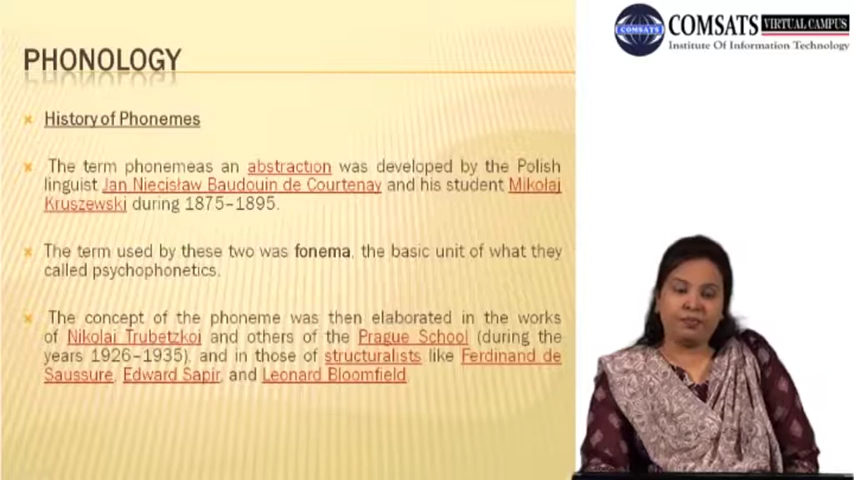 COMSATS VIRTUAL CAMPUS
COMSATS
Institute Of Information Technology
PHONOLOGY
History of Phonemes
The term phonemeas an abstraction was developed by the Polish
linguist Jan Niecisław Baudouin de Courtenay and his student Mikołaj
Kruszewski during 1875–1895.
The term used by these two was fonema, the basic unit of what they
called psychophonetics.
The concept of the phoneme was then elaborated in the works
of Nikolai Trubetzkoi and others of the Prague School (during the
years 1926–1935), and in those of structuralists like Ferdinand de
Saussure, Edward Sapir, and Leonard Bloomfield.